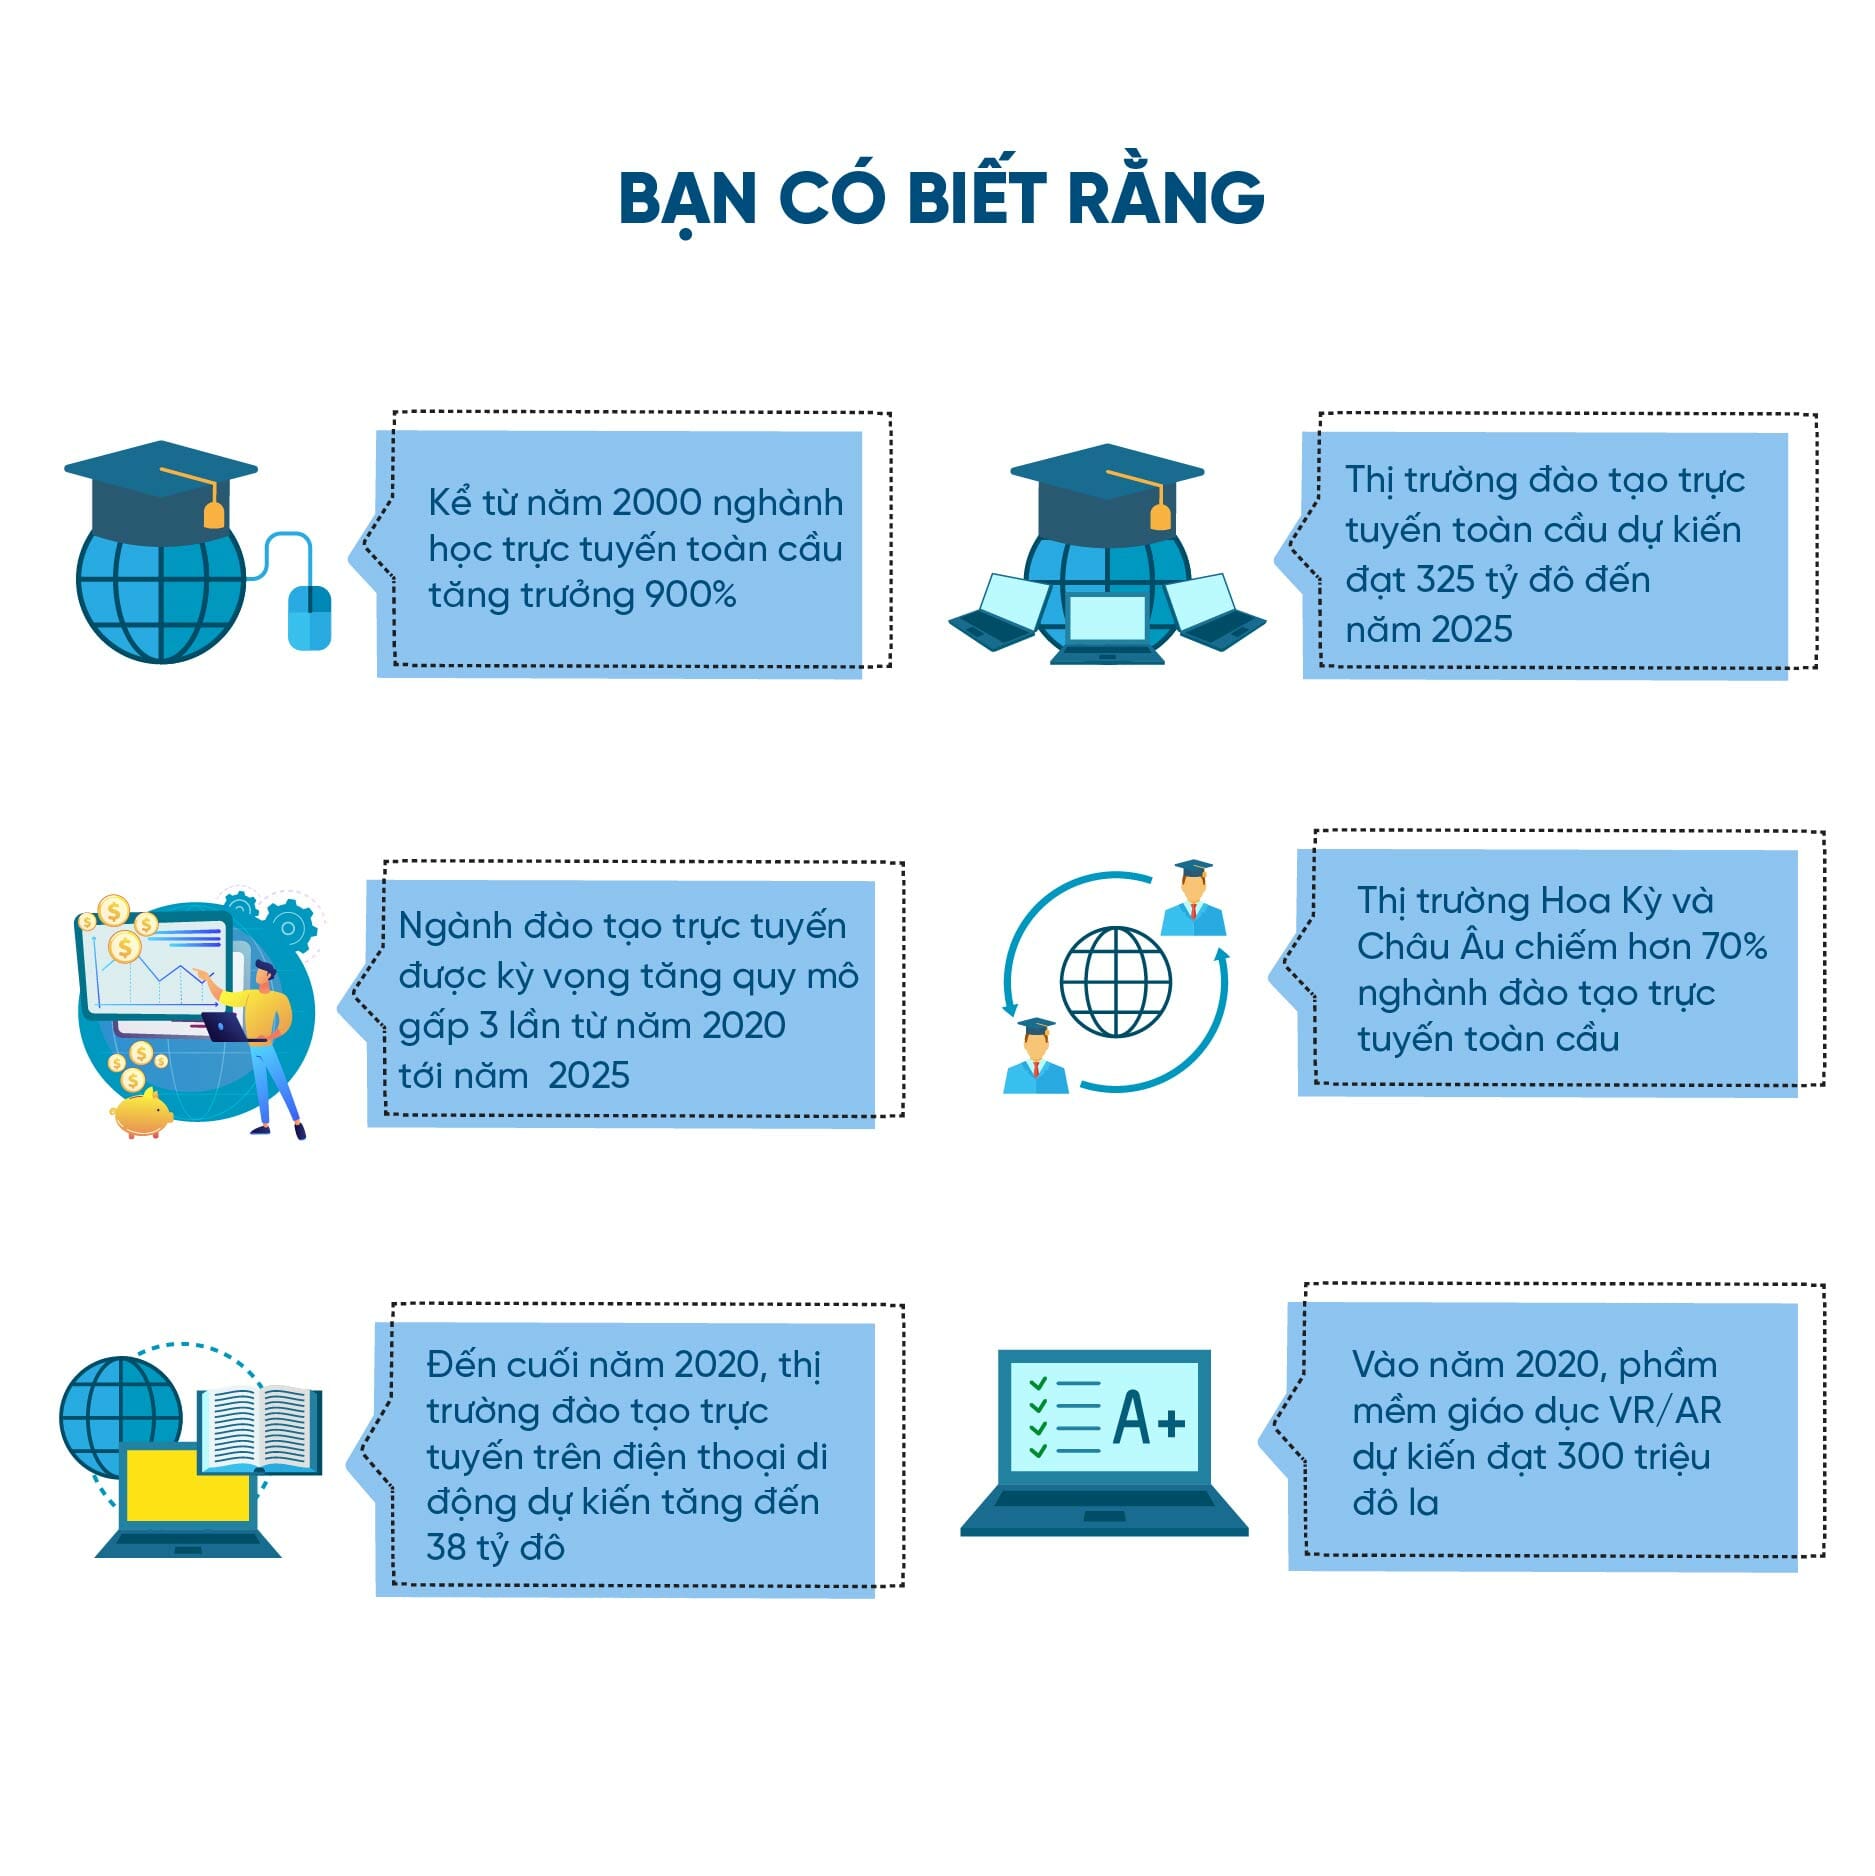 BẠN CÓ BIẾT RẰNG
Kể từ năm 2000 nghành
học trực tuyến toàn cầu
tăng trưởng 900%
Thị trường đào tạo trực
tuyến toàn cầu dự kiến
đạt 325 tỷ đô đến
năm 2025
Ngành đào tạo trực tuyến
được kỳ vọng tăng quy mô
gấp 3 lần từ năm 2020
tới năm 2025
Thị trường Hoa Kỳ và
Châu Âu chiếm hơn 70%
nghành đào tạo trực
tuyến toàn cầu
Đến cuối năm 2020, thị
trường đào tạo trực
tuyến trên điện thoại di
động dự kiến tăng đến
38 tỷ đô
A+
Vào năm 2020, phầm
mềm giáo dục VR/AR
dự kiến đạt 300 triệu
đô la